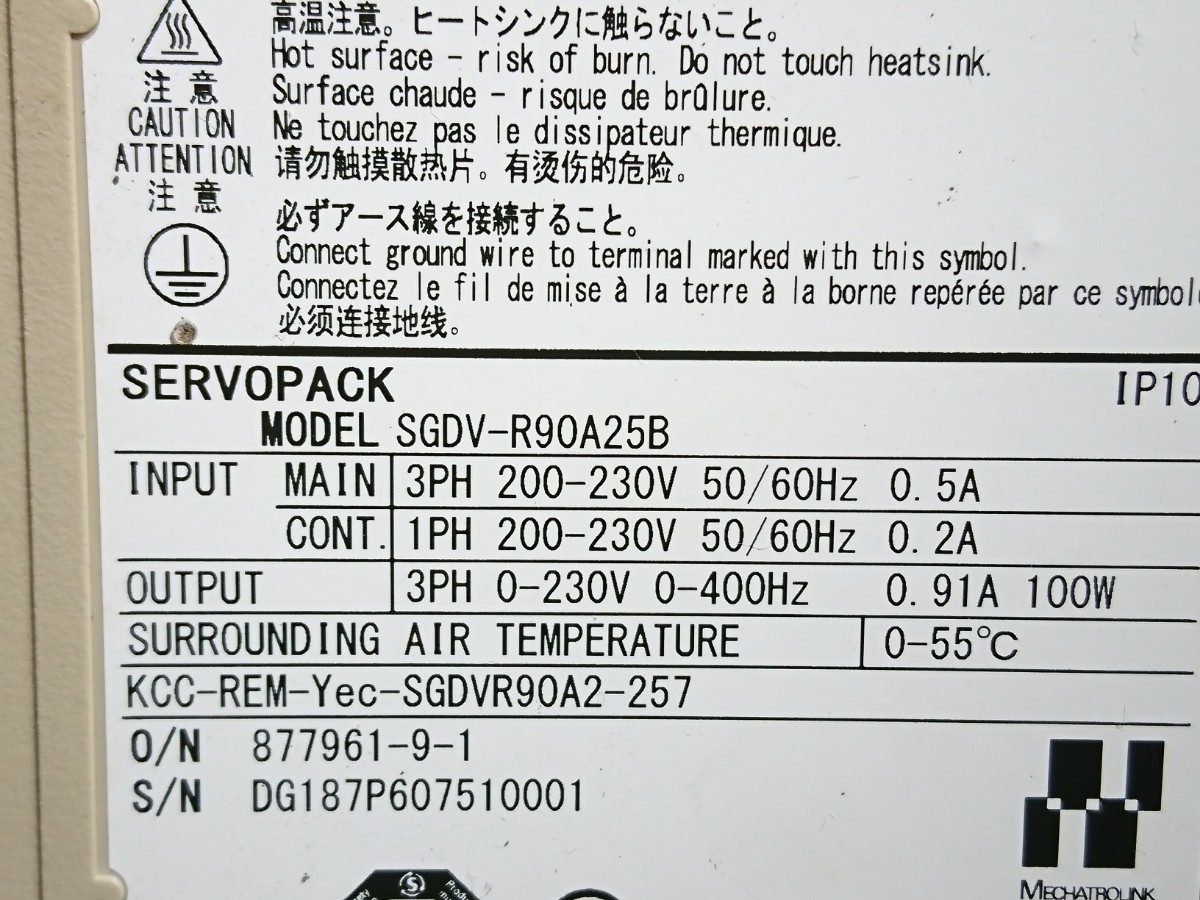 高温注意。ヒートシンクに触らないこと。
Hot surface - risk of burn. Do not touch heatsink.
注意
Surface chaude - risque de brûlure.
CAUTION
Ne touchez pas le dissipateur thermique.
ATTENTION
请勿触摸散热片。有烫伤的危险。
注意
必ずアース線を接続すること。
Connect ground wire to terminal marked with this symbol.
Connectez le fil de mise à la terre à la borne repérée par ce symbol
必须连接地线。
SERVOPACK IP10
MODEL SGDV-R90A25B
INPUT MAIN 3PH 200-230V 50/60Hz 0.5A
CONT. 1PH 200-230V 50/60Hz 0.2A
OUTPUT 3PH 0-230V 0-400Hz 0.91A 100W
SURROUNDING AIR TEMPERATURE 0-55℃
KCC-REM-Yec-SGDVR90A2-257
O/N 877961-9-1
S/N DG187P607510001
MECHATROLINK